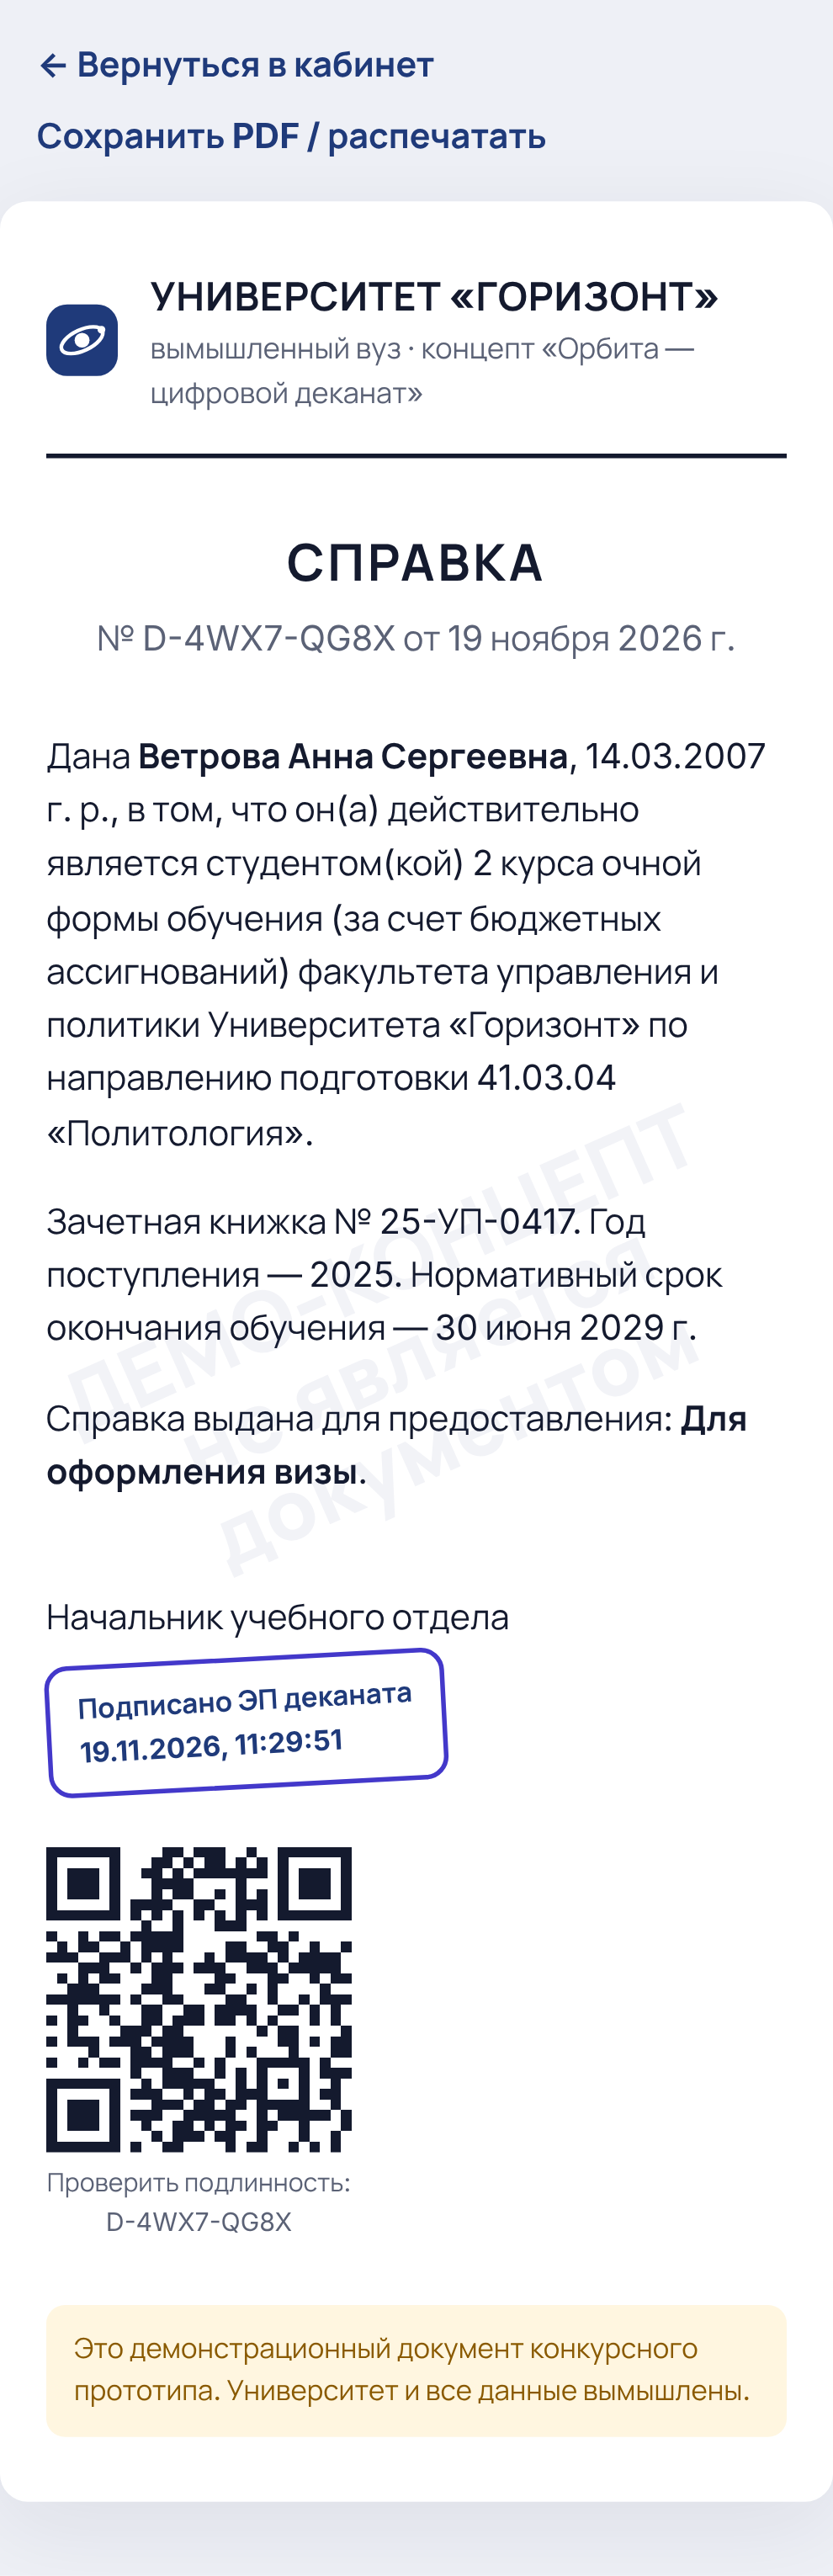 ← Вернуться в кабинет
Сохранить PDF / распечатать
УНИВЕРСИТЕТ «ГОРИЗОНТ»
вымышленный вуз · концепт «Орбита —
цифровой деканат»
СПРАВКА
№ D-4WX7-QG8X от 19 ноября 2026 г.
Дана Ветрова Анна Сергеевна, 14.03.2007
г. р., в том, что он(а) действительно
является студентом(кой) 2 курса очной
формы обучения (за счет бюджетных
ассигнований) факультета управления и
политики Университета «Горизонт» по
направлению подготовки 41.03.04
«Политология».
Зачетная книжка № 25-УП-0417. Год
поступления — 2025. Нормативный срок
окончания обучения — 30 июня 2029 г.
Справка выдана для предоставления: Для
оформления визы.
ДЕМО-КОНЦЕПТ
не является
документом
Начальник учебного отдела
Подписано ЭП деканата
19.11.2026, 11:29:51
Проверить подлинность:
D-4WX7-QG8X
Это демонстрационный документ конкурсного
прототипа. Университет и все данные вымышлены.